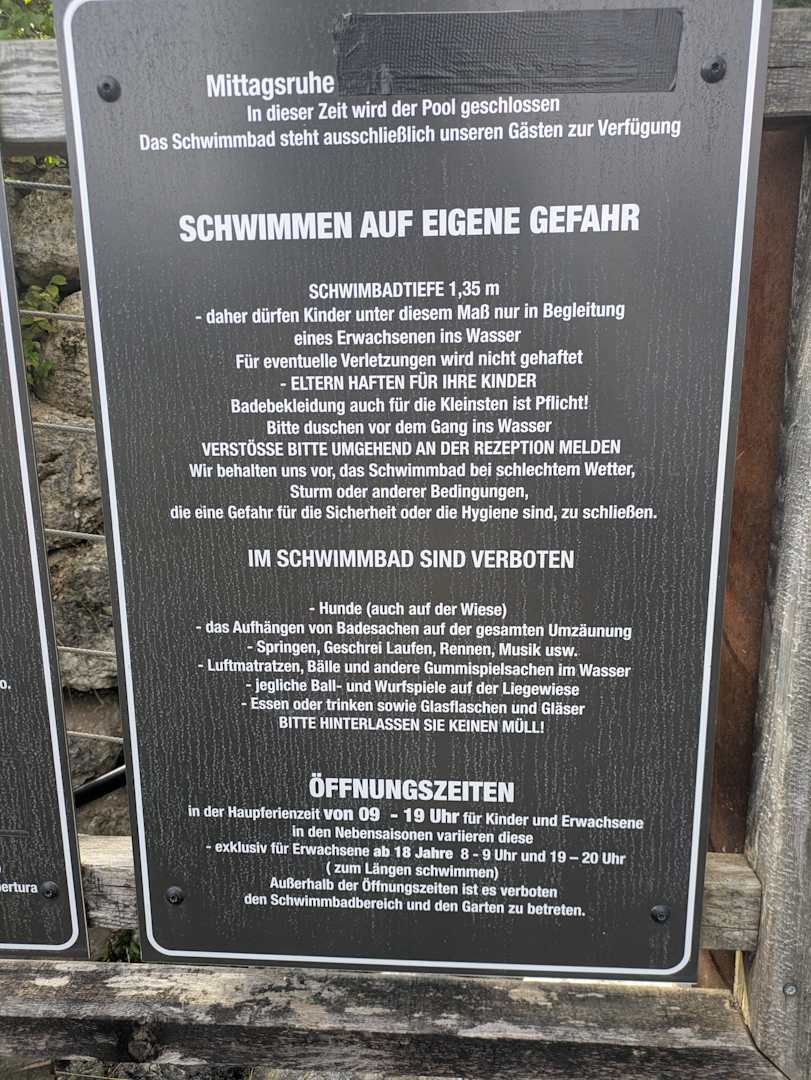 Mittagsruhe
In dieser Zeit wird der Pool geschlossen
Das Schwimmbad steht ausschließlich unseren Gästen zur Verfügung
SCHWIMMEN AUF EIGENE GEFAHR
SCHWIMBADTIEFE 1,35 m
- daher dürfen Kinder unter diesem Maß nur in Begleitung
eines Erwachsenen ins Wasser
Für eventuelle Verletzungen wird nicht gehaftet
- ELTERN HAFTEN FÜR IHRE KINDER
Badebekleidung auch für die Kleinsten ist Pflicht!
Bitte duschen vor dem Gang ins Wasser
VERSTÖSSE BITTE UMGEHEND AN DER REZEPTION MELDEN
Wir behalten uns vor, das Schwimmbad bei schlechtem Wetter,
Sturm oder anderer Bedingungen,
die eine Gefahr für die Sicherheit oder die Hygiene sind, zu schließen.
IM SCHWIMMBAD SIND VERBOTEN
- Hunde (auch auf der Wiese)
- das Aufhängen von Badesachen auf der gesamten Umzäunung
- Springen, Geschrei Laufen, Rennen, Musik usw.
- Luftmatratzen, Bälle und andere Gummispielsachen im Wasser
- jegliche Ball- und Wurfspiele auf der Liegewiese
- Essen oder trinken sowie Glasflaschen und Gläser
BITTE HINTERLASSEN SIE KEINEN MÜLL!
ÖFFNUNGSZEITEN
in der Haupferienzeit von 09 - 19 Uhr für Kinder und Erwachsene
in den Nebensaisonen variieren diese
- exklusiv für Erwachsene ab 18 Jahre 8 - 9 Uhr und 19 – 20 Uhr
( zum Längen schwimmen)
Außerhalb der Öffnungszeiten ist es verboten
den Schwimmbadbereich und den Garten zu betreten.